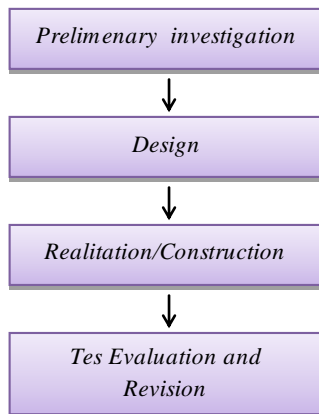 Prelimenary investigation
Design
Realitation/Construction
Tes Evaluation and
Revision